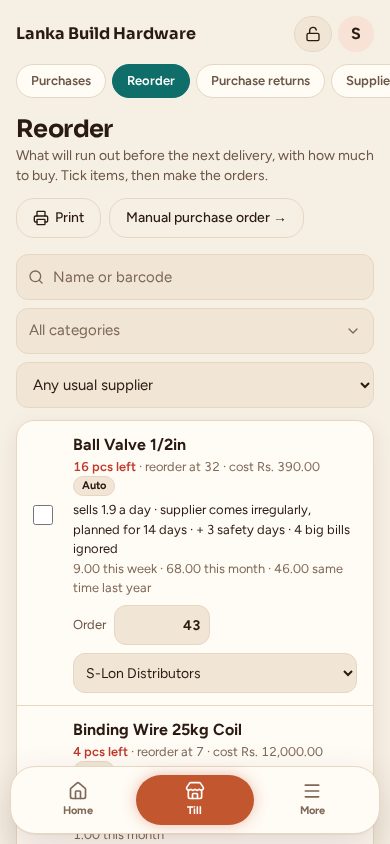 Lanka Build Hardware
S
Purchases
Reorder
Purchase returns
Reorder
What will run out before the next delivery, with how much
to buy. Tick items, then make the orders.
Print
Manual purchase order →
Name or barcode
All categories
Any usual supplier
Ball Valve 1/2in
16 pcs left · reorder at 32 · cost Rs. 390.00
Auto
sells 1.9 a day · supplier comes irregularly,
planned for 14 days · + 3 safety days · 4 big bills
ignored
9.00 this week · 68.00 this month · 46.00 same
time last year
Order
43
S-Lon Distributors
Binding Wire 25kg Coil
4 pcs left · reorder at 7 · cost Rs. 12,000.00
Home
Till
More
1.00 this month